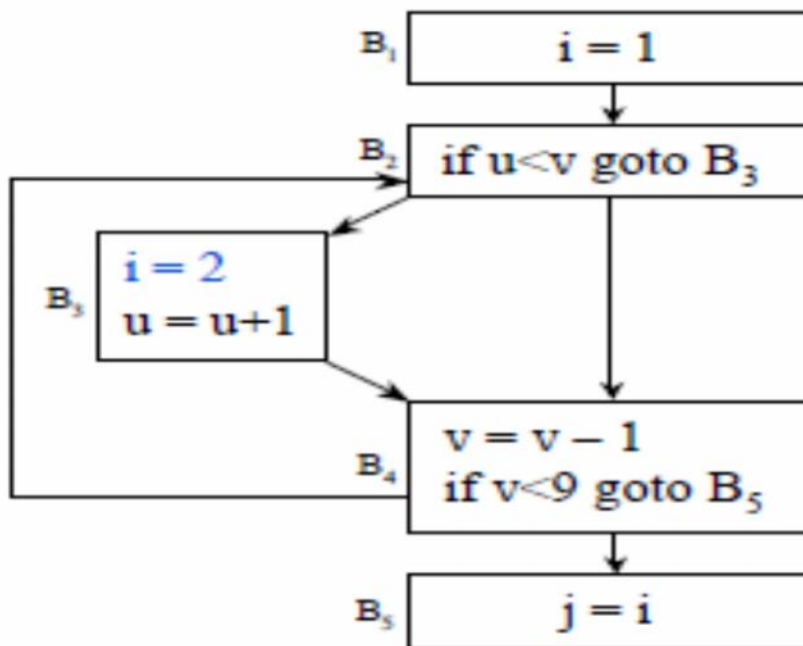 B₁
i = 1
B₂
if u<v goto B₃
B₃
i = 2
u = u+1
B₄
v = v – 1
if v<9 goto B₅
B₅
j = i